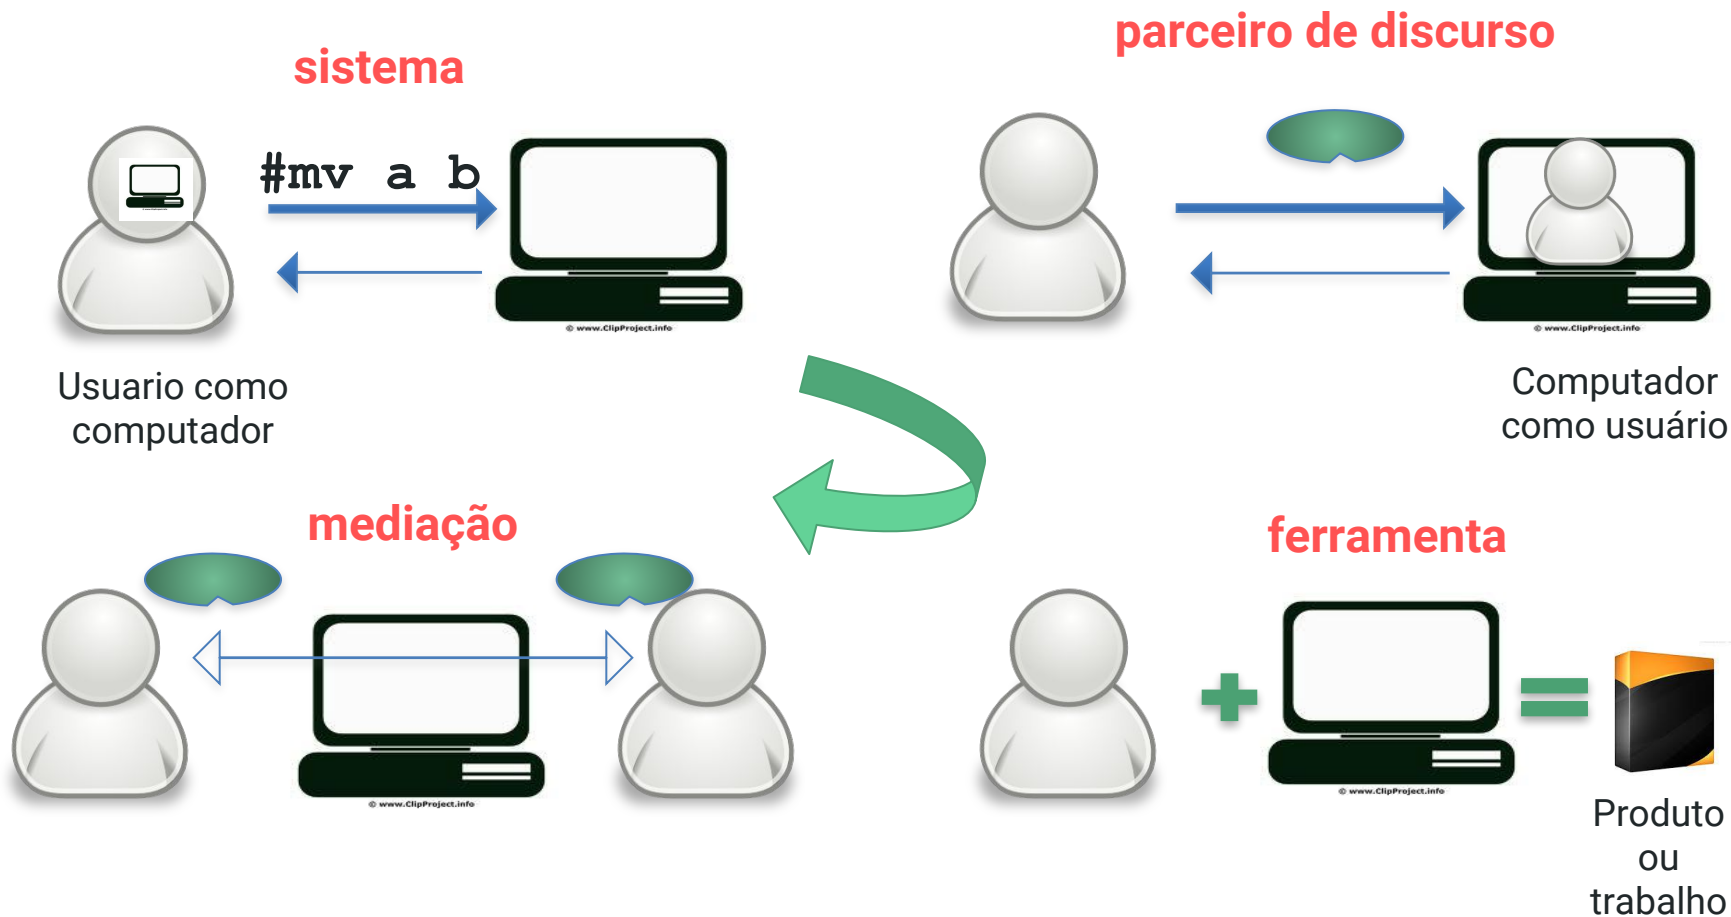 sistema
#mv a b
© www.ClipProject.info
Usuario como
computador
parceiro de discurso
© www.ClipProject.info
Computador
como usuário
mediação
© www.ClipProject.info
ferramenta
© www.ClipProject.info
Produto
ou
trabalho